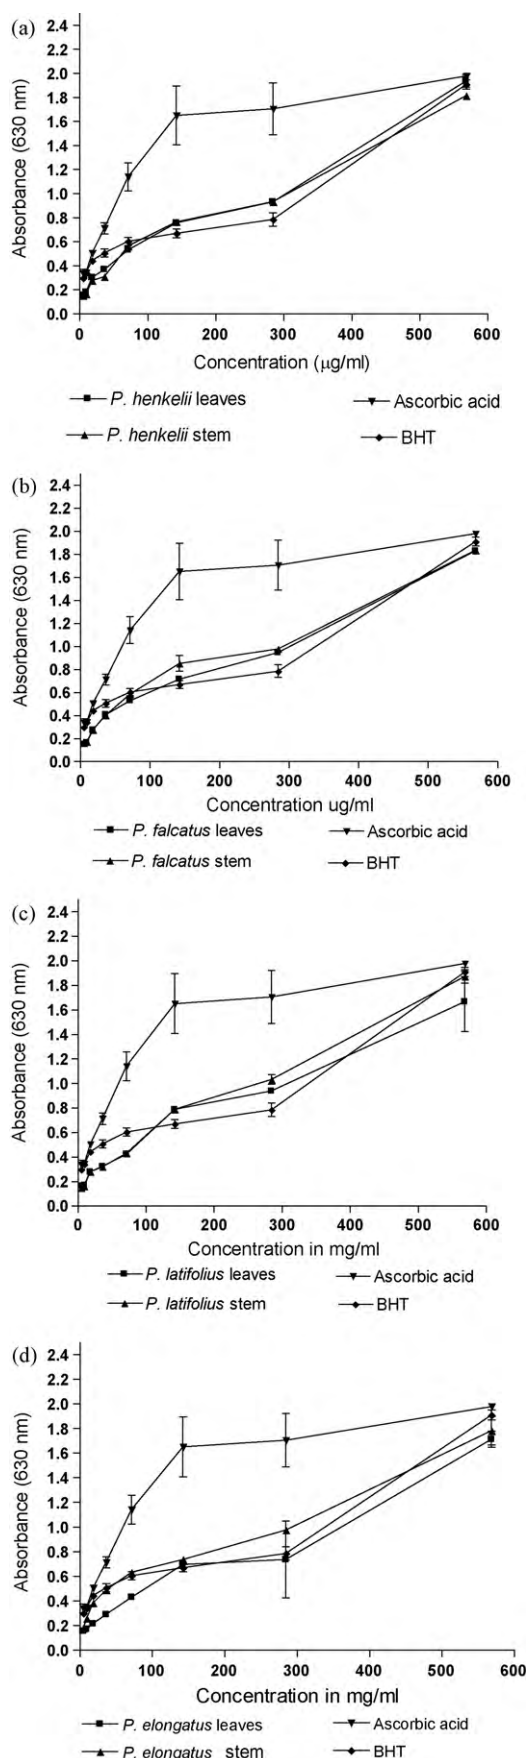 (a)
2.4
2.2
2.0
1.8
1.6
1.4
1.2
1.0
0.8
0.6
0.4
0.2
0.0
Absorbance (630 nm)
0 100 200 300 400 500 600
Concentration (µg/ml)
P. henkelii leaves Ascorbic acid
P. henkelii stem BHT
(b)
2.4
2.2
2.0
1.8
1.6
1.4
1.2
1.0
0.8
0.6
0.4
0.2
0.0
Absorbance (630 nm)
0 100 200 300 400 500 600
Concentration ug/ml
P. falcatus leaves Ascorbic acid
P. falcatus stem BHT
(c)
2.4
2.2
2.0
1.8
1.6
1.4
1.2
1.0
0.8
0.6
0.4
0.2
0.0
Absorbance (630 nm)
0 100 200 300 400 500 600
Concentration in mg/ml
P. latifolius leaves Ascorbic acid
P. latifolius stem BHT
(d)
2.4
2.2
2.0
1.8
1.6
1.4
1.2
1.0
0.8
0.6
0.4
0.2
0.0
Absorbance (630 nm)
0 100 200 300 400 500 600
Concentration in mg/ml
P. elongatus leaves Ascorbic acid
P. elongatus stem BHT